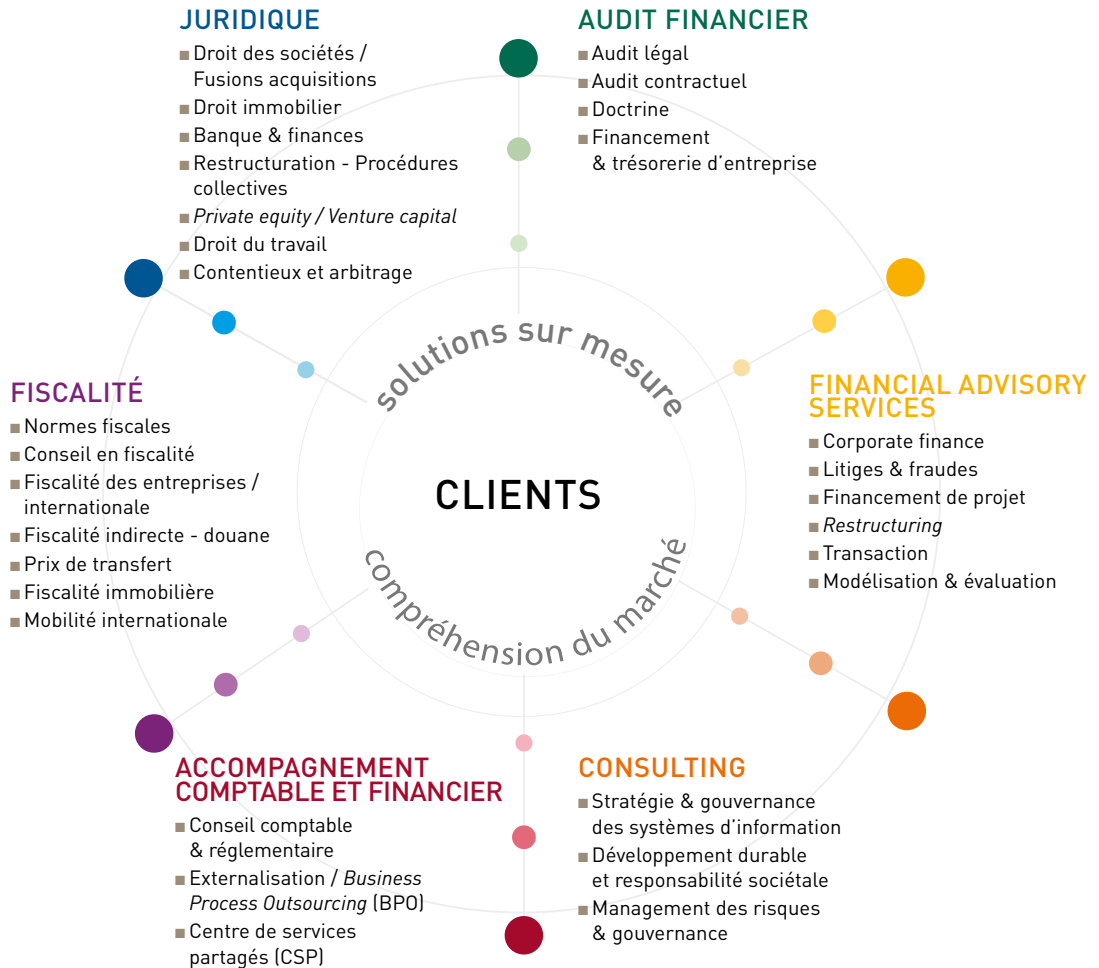 JURIDIQUE
■ Droit des sociétés /
Fusions acquisitions
■ Droit immobilier
■ Banque & finances
■ Restructuration - Procédures
collectives
■ Private equity / Venture capital
■ Droit du travail
■ Contentieux et arbitrage
AUDIT FINANCIER
■ Audit légal
■ Audit contractuel
■ Doctrine
■ Financement
& trésorerie d'entreprise
FISCALITÉ
■ Normes fiscales
■ Conseil en fiscalité
■ Fiscalité des entreprises /
internationale
■ Fiscalité indirecte - douane
■ Prix de transfert
■ Fiscalité immobilière
■ Mobilité internationale
solutions sur mesure
CLIENTS
compréhension du marché
FINANCIAL ADVISORY
SERVICES
■ Corporate finance
■ Litiges & fraudes
■ Financement de projet
■ Restructuring
■ Transaction
■ Modélisation & évaluation
ACCOMPAGNEMENT
COMPTABLE ET FINANCIER
■ Conseil comptable
& réglementaire
■ Externalisation / Business
Process Outsourcing (BPO)
■ Centre de services
partagés (CSP)
CONSULTING
■ Stratégie & gouvernance
des systèmes d'information
■ Développement durable
et responsabilité sociétale
■ Management des risques
& gouvernance